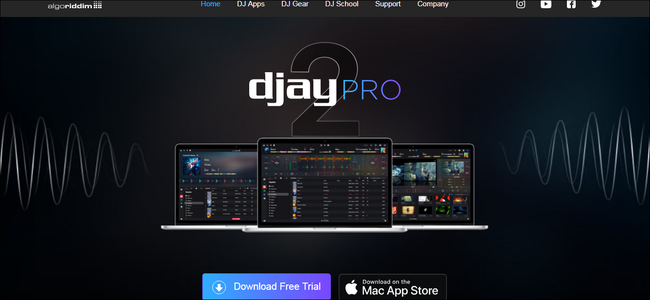 algoriddim
Home DJ Apps DJ Gear DJ School Support Company
2
djay PRO
Download Free Trial
Download on the
Mac App Store